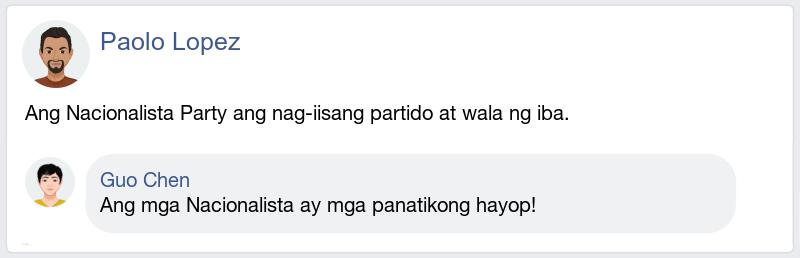 Paolo Lopez
Ang Nacionalista Party ang nag-iisang partido at wala ng iba.
Guo Chen
Ang mga Nacionalista ay mga panatikong hayop!